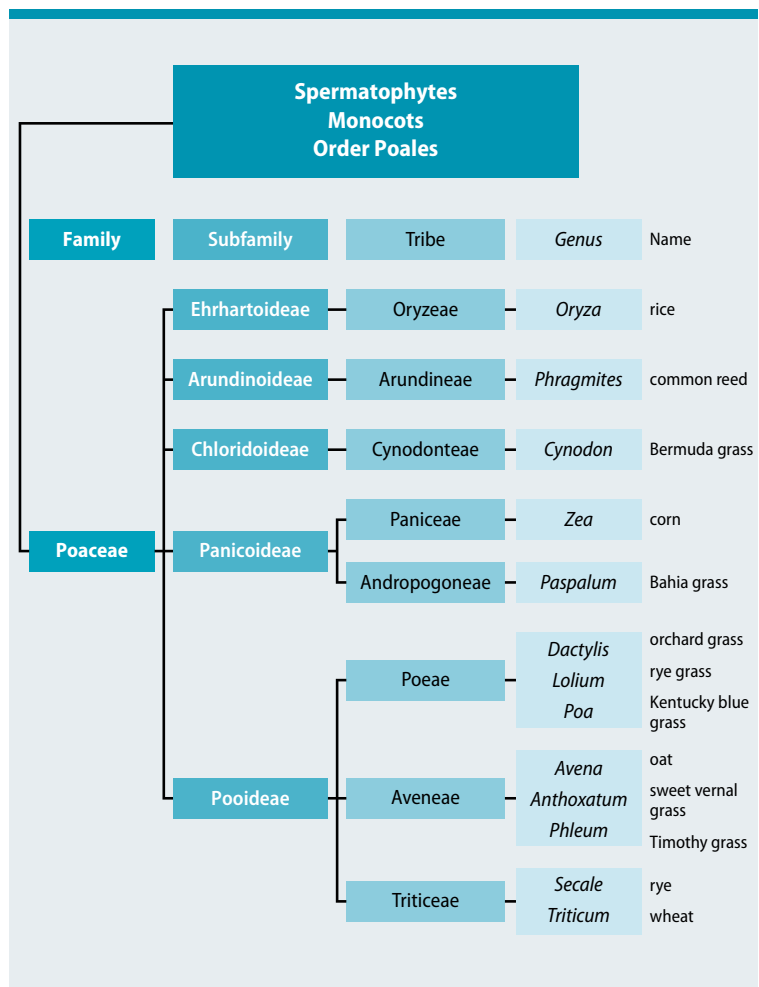 Spermatophytes
Monocots
Order Poales
Family
Subfamily
Tribe
Genus
Name
Ehrhartoideae
Oryzeae
Oryza
rice
Arundinoideae
Arundineae
Phragmites
common reed
Chloridoideae
Cynodonteae
Cynodon
Bermuda grass
Poaceae
Panicoideae
Paniceae
Zea
corn
Andropogoneae
Paspalum
Bahia grass
Pooideae
Poeae
Dactylis
orchard grass
Lolium
rye grass
Poa
Kentucky blue
grass
Aveneae
Avena
oat
Anthoxatum
sweet vernal
grass
Phleum
Timothy grass
Triticeae
Secale
rye
Triticum
wheat